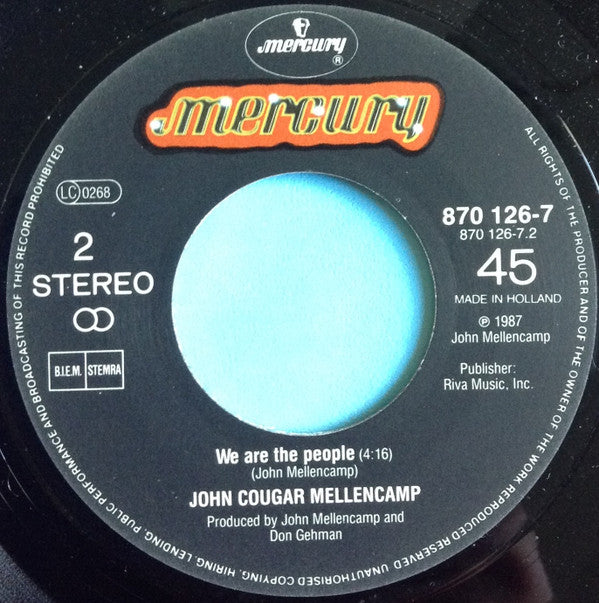 mercury
®
mercury
LC 0268
2
STEREO
B.I.E.M. STEMRA
870 126-7
870 126-7.2
45
MADE IN HOLLAND
℗ 1987
John Mellencamp
Publisher:
Riva Music, Inc.
We are the people (4:16)
(John Mellencamp)
JOHN COUGAR MELLENCAMP
Produced by John Mellencamp and
Don Gehman
ALL RIGHTS OF THE PRODUCER AND OF THE OWNER OF THE WORK REPRODUCED RESERVED. UNAUTHORISED COPYING, HIRING, LENDING, PUBLIC PERFORMANCE AND BROADCASTING OF THIS RECORD PROHIBITED